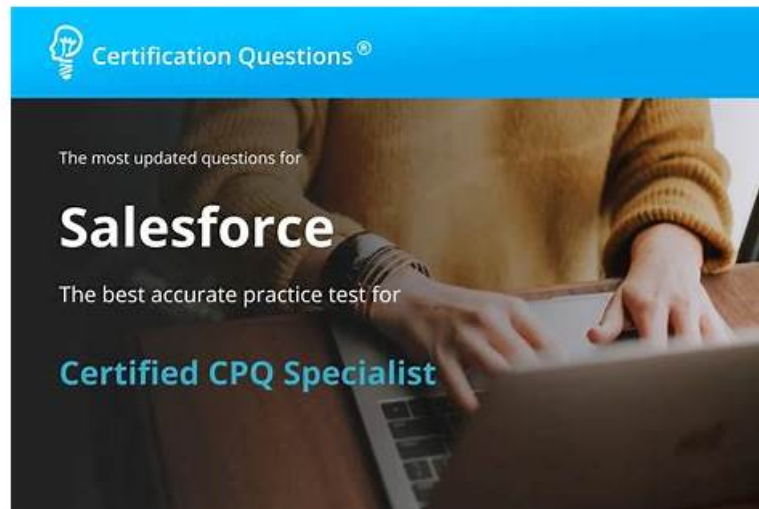 Certification Questions®
The most updated questions for
Salesforce
The best accurate practice test for
Certified CPQ Specialist